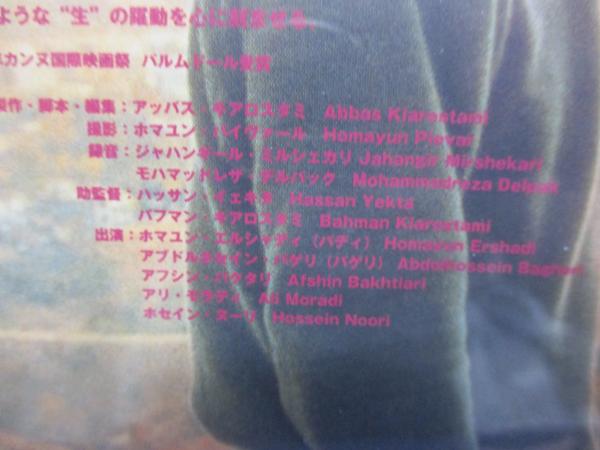 ような “生” の躍動を心に刻ませる。
カンヌ国際映画祭 パルムドール受賞
製作・脚本・編集：アッバス・キアロスタミ Abbas Kiarostami
撮影：ホマユン・パイヴァール Homayun Pievar
録音：ジャハンギール・ミルシェカリ Jahangir Mirshekari
モハマッドレザ・デルパック Mohammadreza Delpak
助監督：ハッサン・イェキタ Hassan Yekta
バフマン・キアロスタミ Bahman Kiarostami
出演：ホマユン・エルシャディ（バディ） Homayun Ershadi
アブドルホセイン・バゲリ（バゲリ） Abdolhossein Bagheri
アフシン・バクタリ Afshin Bakhtiari
アリ・モラディ Ali Moradi
ホセイン・ヌーリ Hossein Noori